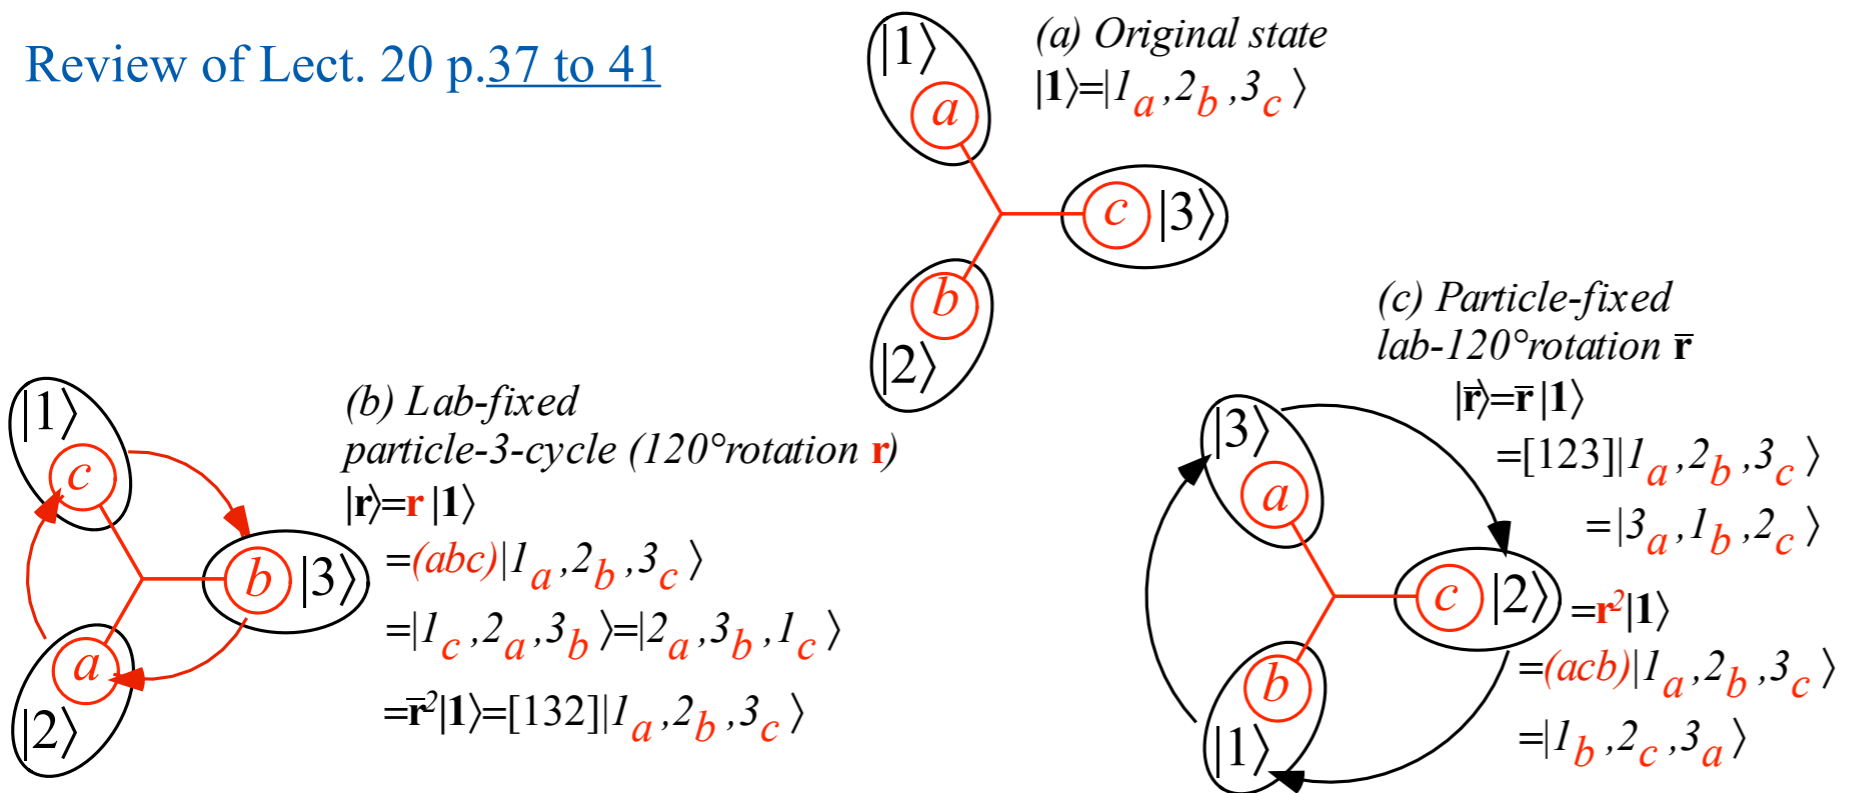 Review of Lect. 20 p.37 to 41
|1⟩
a
b
|2⟩
c |3⟩
(a) Original state
|1⟩=|1a,2b,3c⟩
|1⟩
c
b |3⟩
a
|2⟩
(b) Lab-fixed
particle-3-cycle (120°rotation r)
|r⟩=r|1⟩
=(abc)|1a,2b,3c⟩
=|1c,2a,3b⟩=|2a,3b,1c⟩
=r̄²|1⟩=[132]|1a,2b,3c⟩
(c) Particle-fixed
lab-120°rotation r̄
|r̄⟩=r̄|1⟩
=[123]|1a,2b,3c⟩
=|3a,1b,2c⟩
=r²|1⟩
=(acb)|1a,2b,3c⟩
=|1b,2c,3a⟩
|3⟩
a
c |2⟩
b
|1⟩